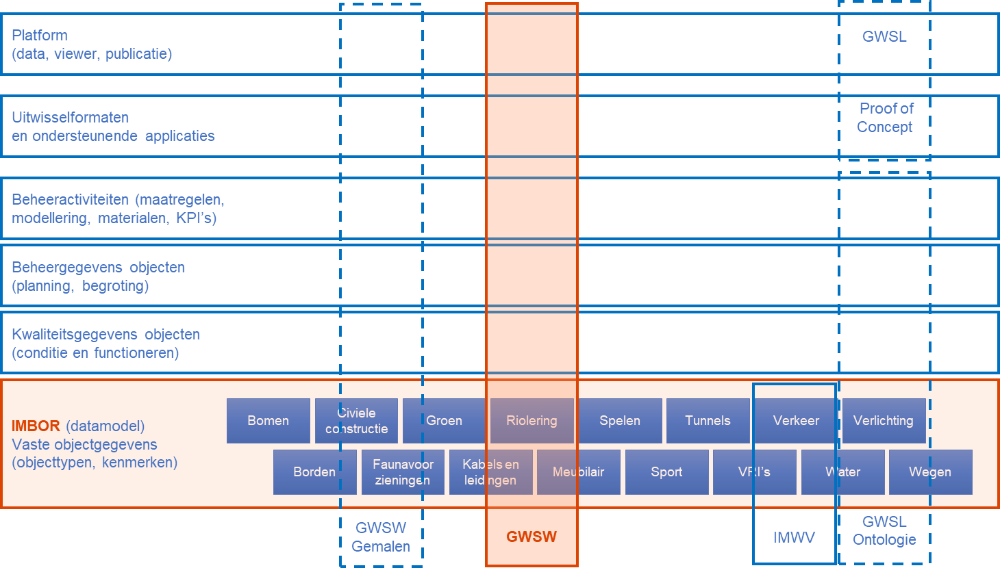 Platform
(data, viewer, publicatie)
GWSL
Uitwisselformaten
en ondersteunende applicaties
Proof of
Concept
Beheeractiviteiten (maatregelen,
modellering, materialen, KPI's)
Beheergegevens objecten
(planning, begroting)
Kwaliteitsgegevens objecten
(conditie en functioneren)
IMBOR (datamodel)
Vaste objectgegevens
(objecttypen, kenmerken)
Bomen
Civiele
constructie
Groen
Riolering
Spelen
Tunnels
Verkeer
Verlichting
Borden
Faunavoor
zieningen
Kabels en
leidingen
Meubilair
Sport
VRI's
Water
Wegen
GWSW
Gemalen
GWSW
IMWV
GWSL
Ontologie